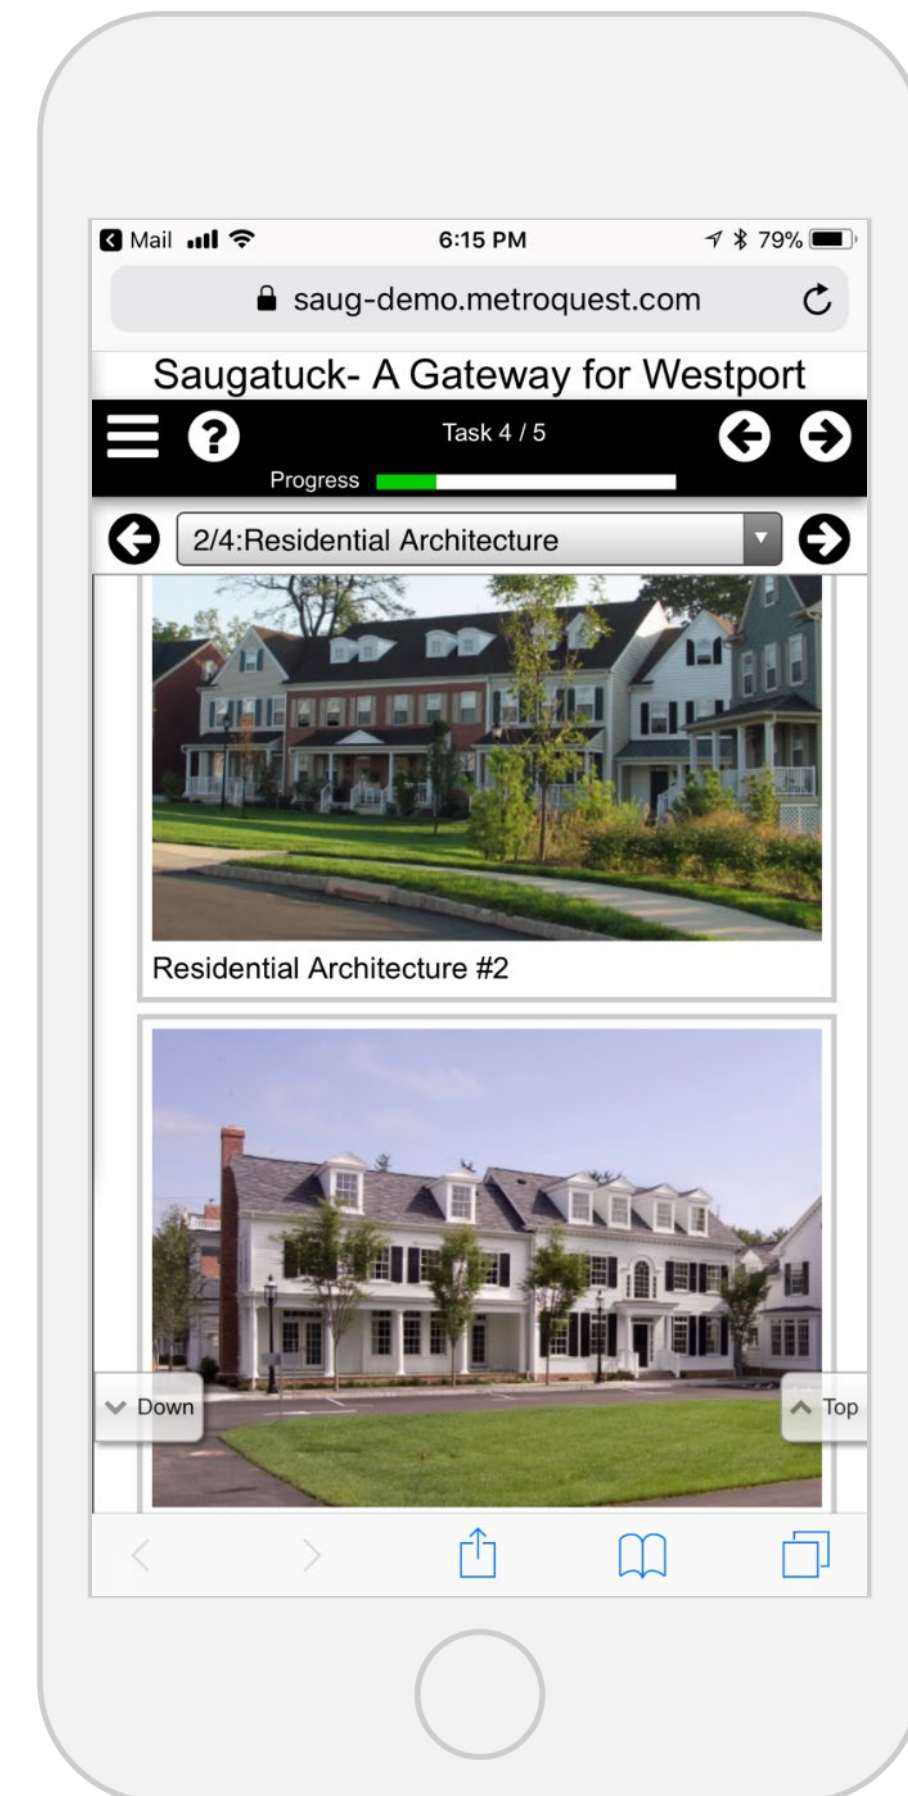 Mail 6:15 PM 79%
saug-demo.metroquest.com
Saugatuck- A Gateway for Westport
? Task 4 / 5
Progress
2/4:Residential Architecture
Residential Architecture #2
Down Top